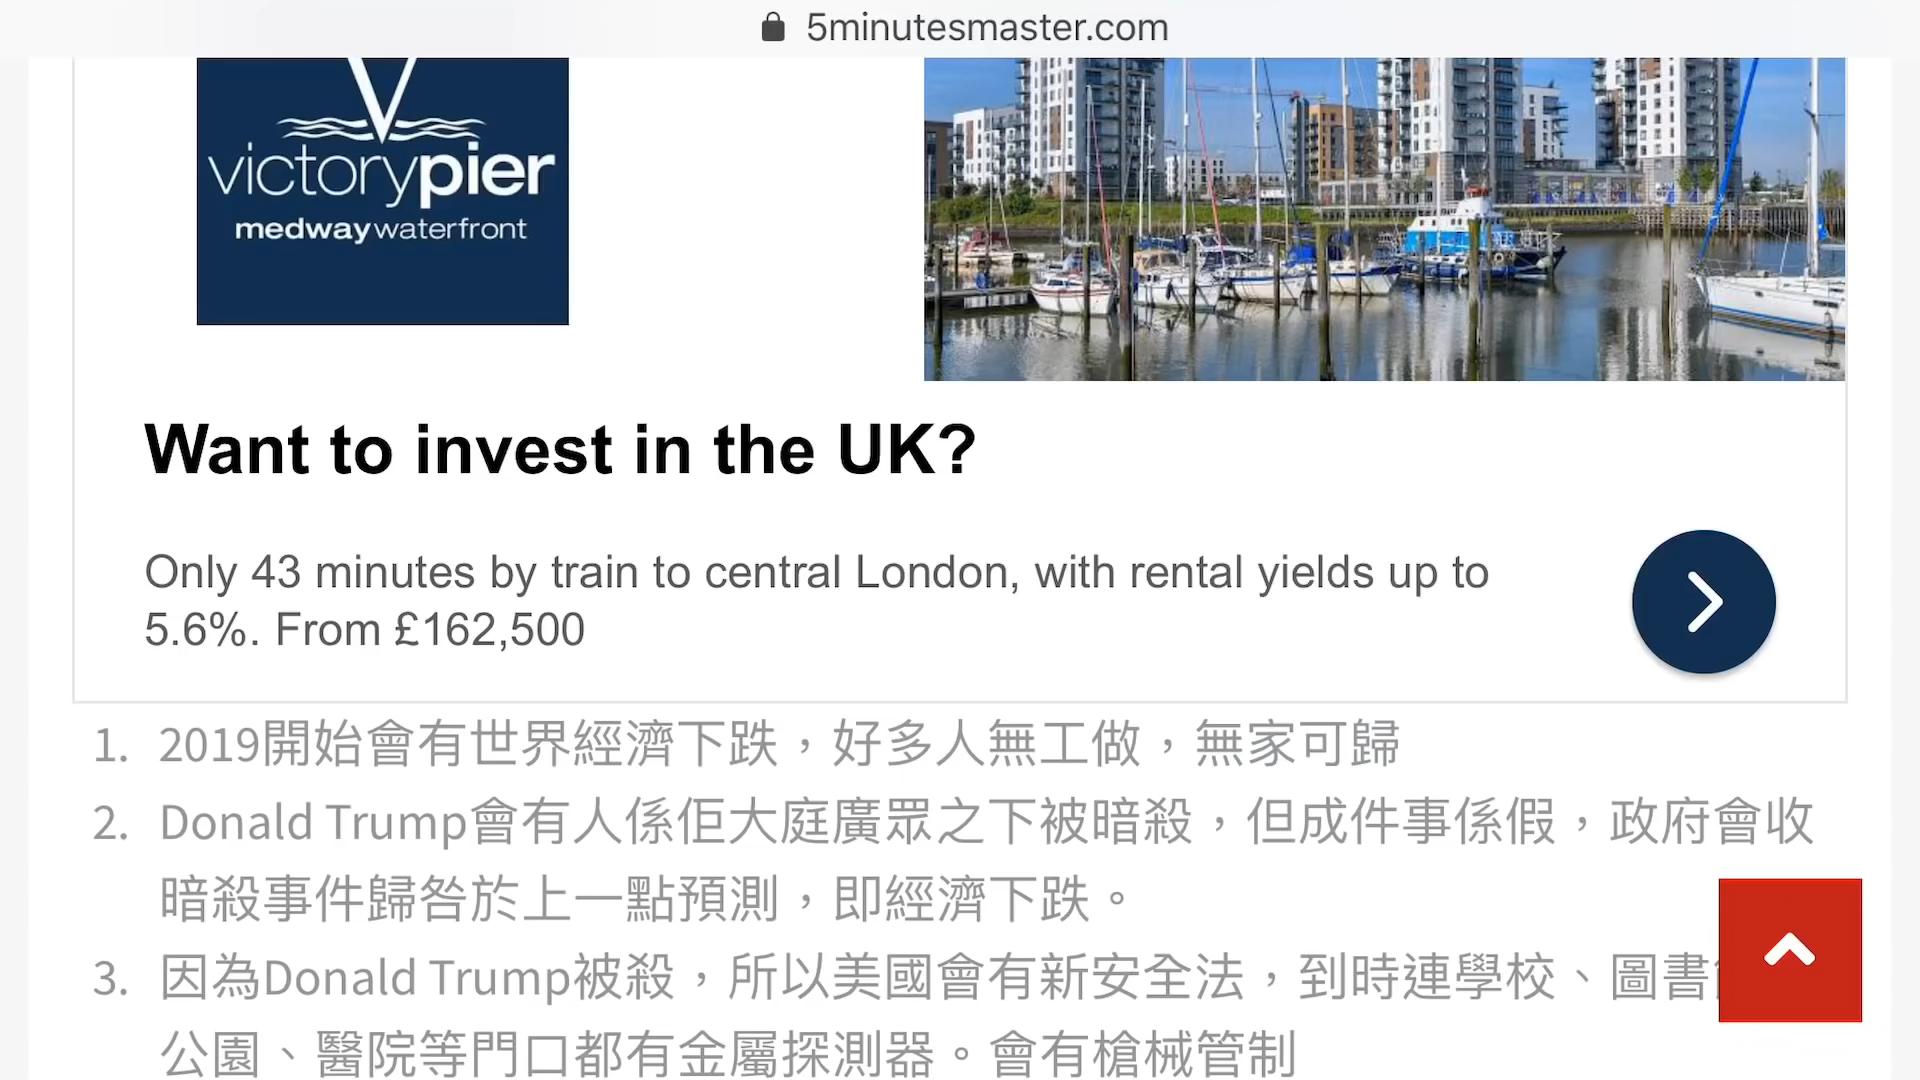 5minutesmaster.com
victorypier
medwaywaterfront
Want to invest in the UK?
Only 43 minutes by train to central London, with rental yields up to
5.6%. From £162,500
1. 2019開始會有世界經濟下跌，好多人無工做，無家可歸
2. Donald Trump會有人係佢大庭廣眾之下被暗殺，但成件事係假，政府會收
暗殺事件歸咎於上一點預測，即經濟下跌。
3. 因為Donald Trump被殺，所以美國會有新安全法，到時連學校、圖書
公園、醫院等門口都有金屬探測器。會有槍械管制